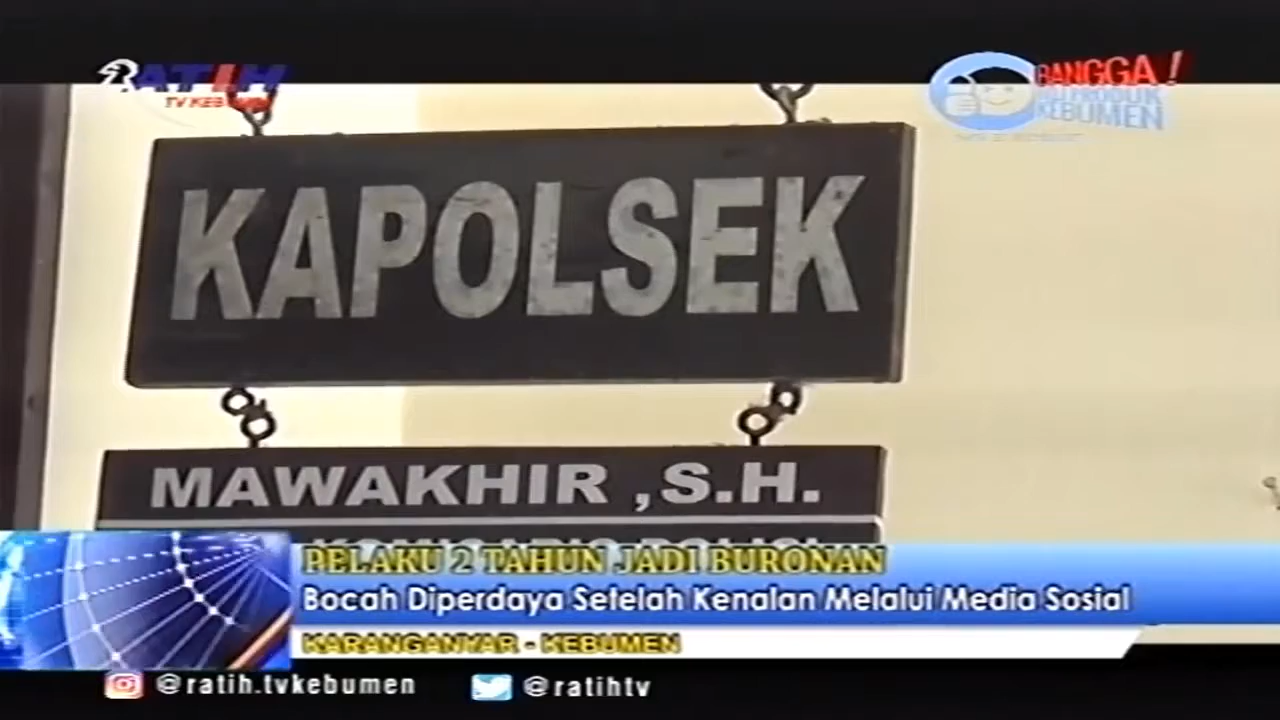 RATIH
TV KEBUMEN
BANGGA!
PRODUK
KEBUMEN
KAPOLSEK
MAWAKHIR ,S.H.
PELAKU 2 TAHUN JADI BURONAN
Bocah Diperdaya Setelah Kenalan Melalui Media Sosial
KARANGANYAR - KEBUMEN
@ratih.tvkebumen
@ratihtv